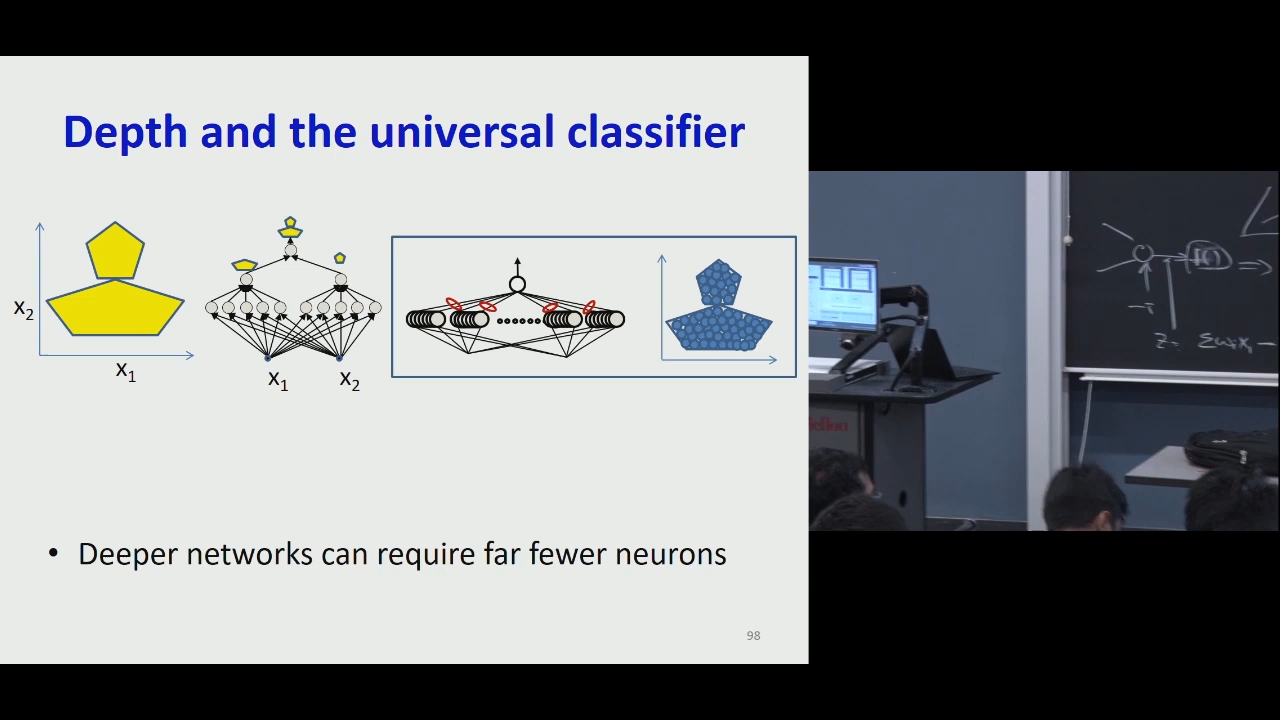 Depth and the universal classifier
x2
x1
x1
x2
• Deeper networks can require far fewer neurons
98